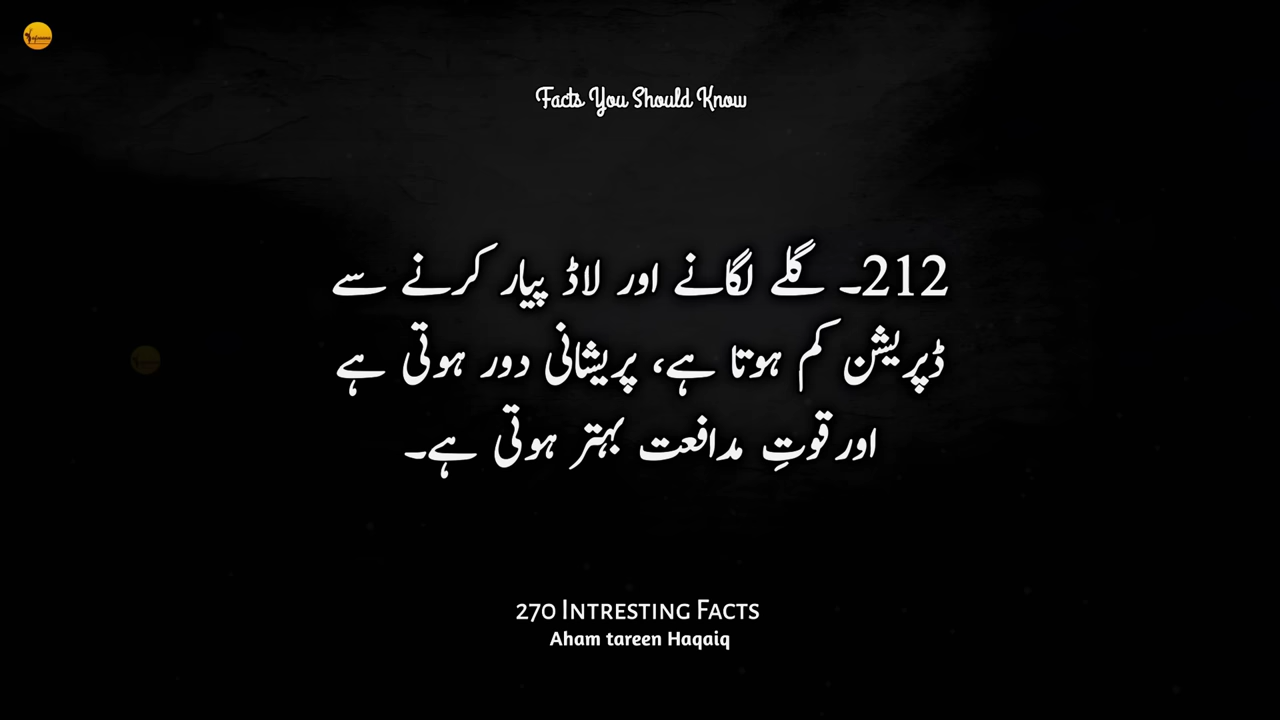 Facts You Should Know
212۔ گلے لگانے اور لاڈ پیار کرنے سے
ڈپریشن کم ہوتا ہے، پریشانی دور ہوتی ہے
اور قوتِ مدافعت بہتر ہوتی ہے۔
270 Intresting Facts
Aham tareen Haqaiq